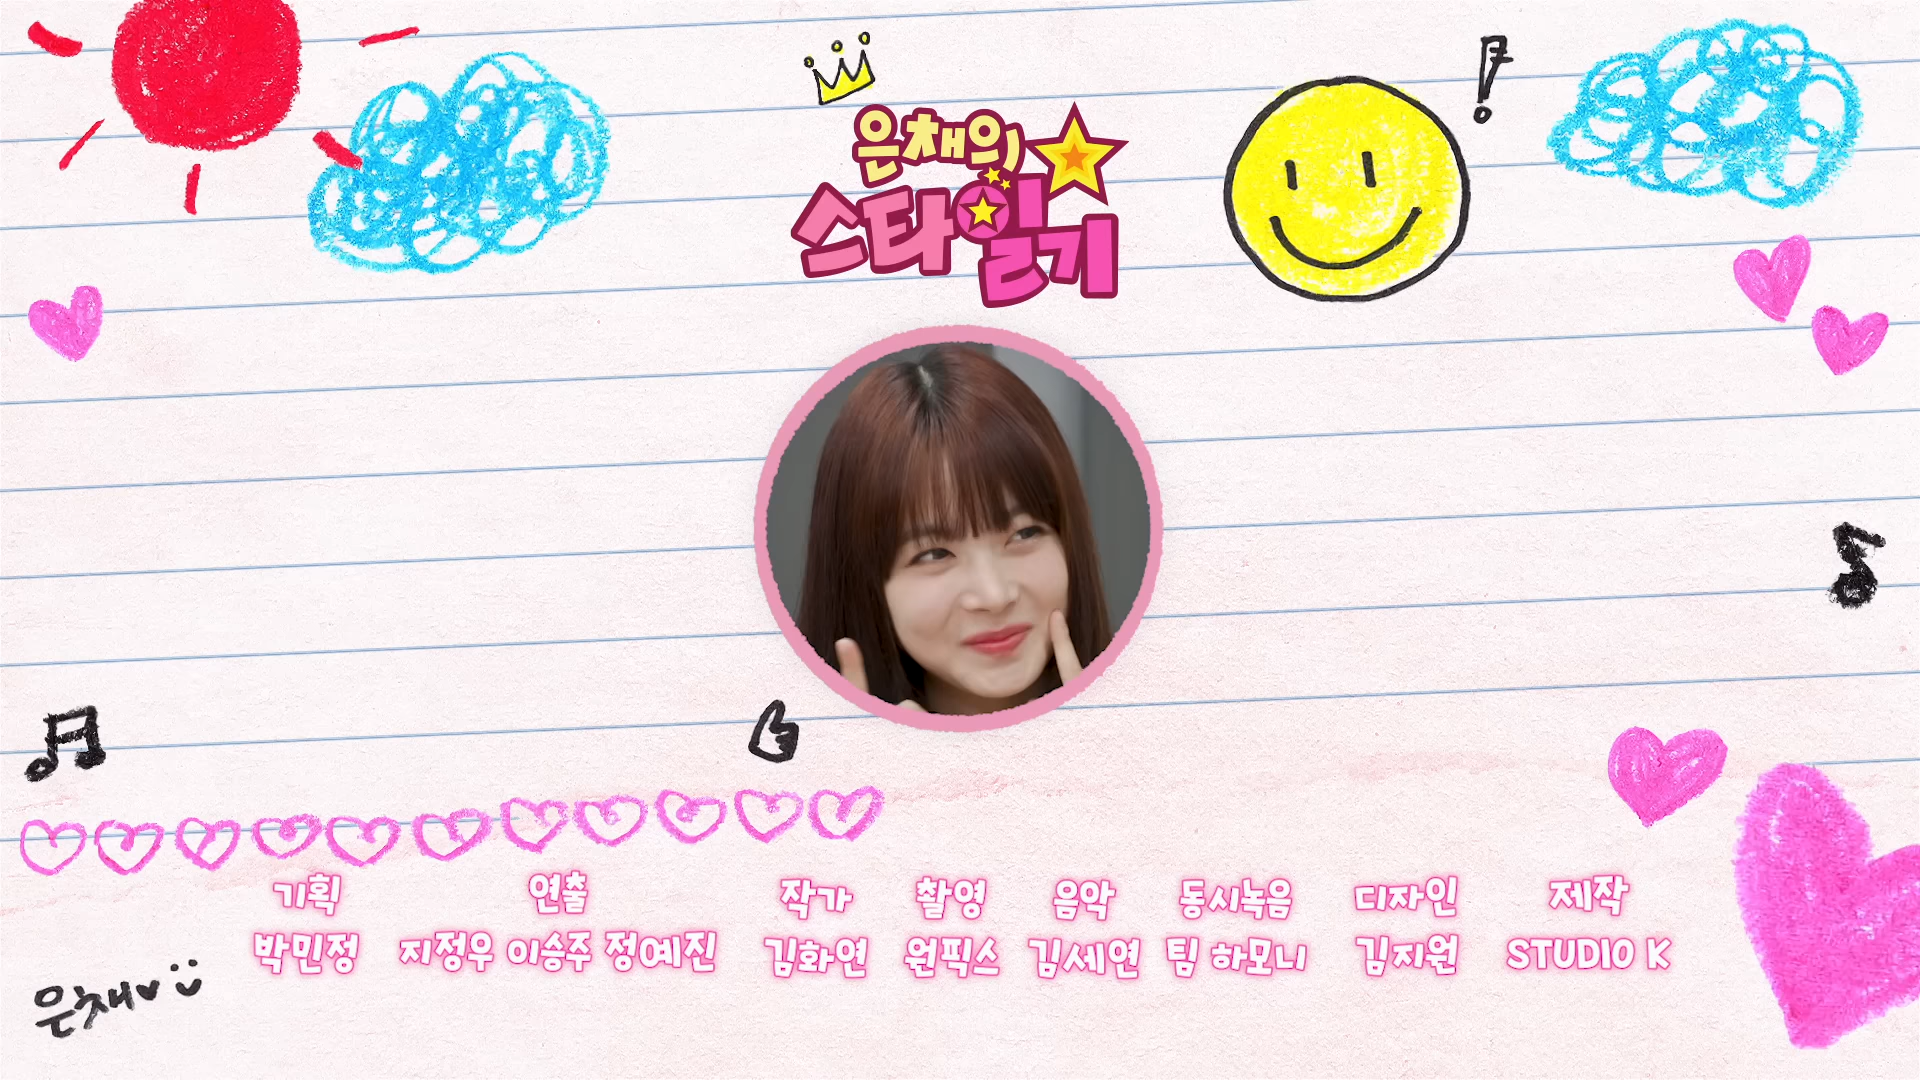 은채의
스타일기
기획 연출 작가 촬영 음악 동시녹음 디자인 제작
박민정 지정우 이승주 정예진 김화연 원픽스 김세연 팀 하모니 김지원 STUDIO K
은채